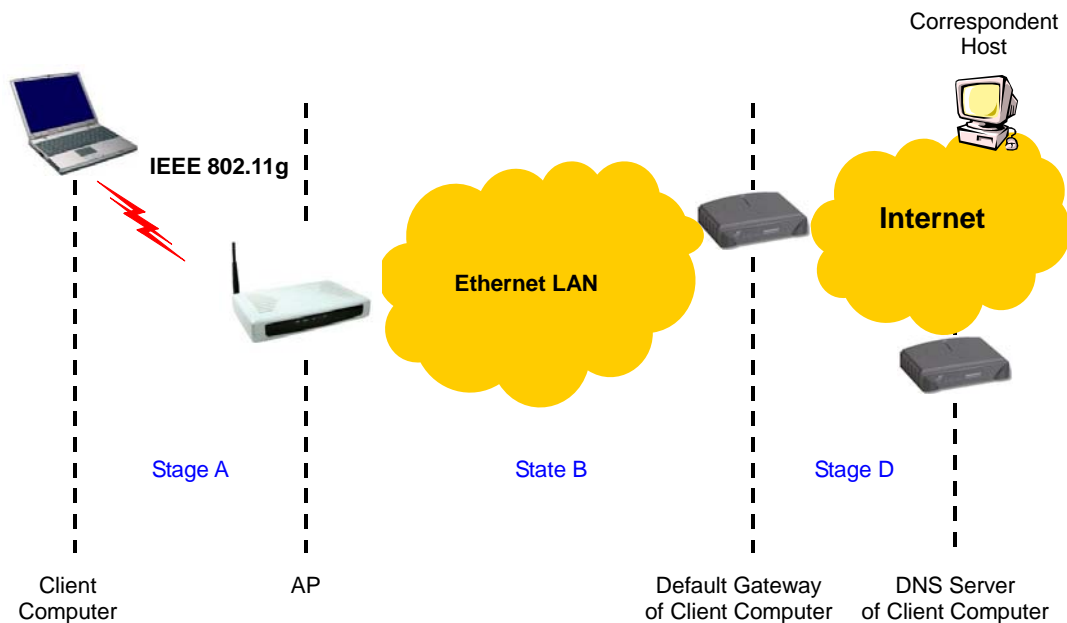 Correspondent
Host
IEEE 802.11g
Internet
Ethernet LAN
Stage A
State B
Stage D
Client
Computer
AP
Default Gateway
of Client Computer
DNS Server
of Client Computer